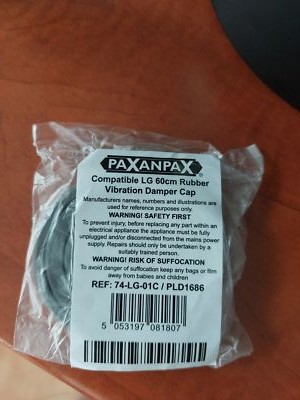 PAXANPAX®
Compatible LG 60cm Rubber
Vibration Damper Cap
Manufacturers names, numbers and illustrations are
used for reference purposes only.
WARNING! SAFETY FIRST
To prevent injury, before replacing any part within an
electrical appliance the appliance must be fully
unplugged and/or disconnected from the mains power
supply. Repairs should only be undertaken by a
suitably trained person.
WARNING! RISK OF SUFFOCATION
To avoid danger of suffocation keep any bags or film
away from babies and children
REF: 74-LG-01C / PLD1686
5 053197 081807